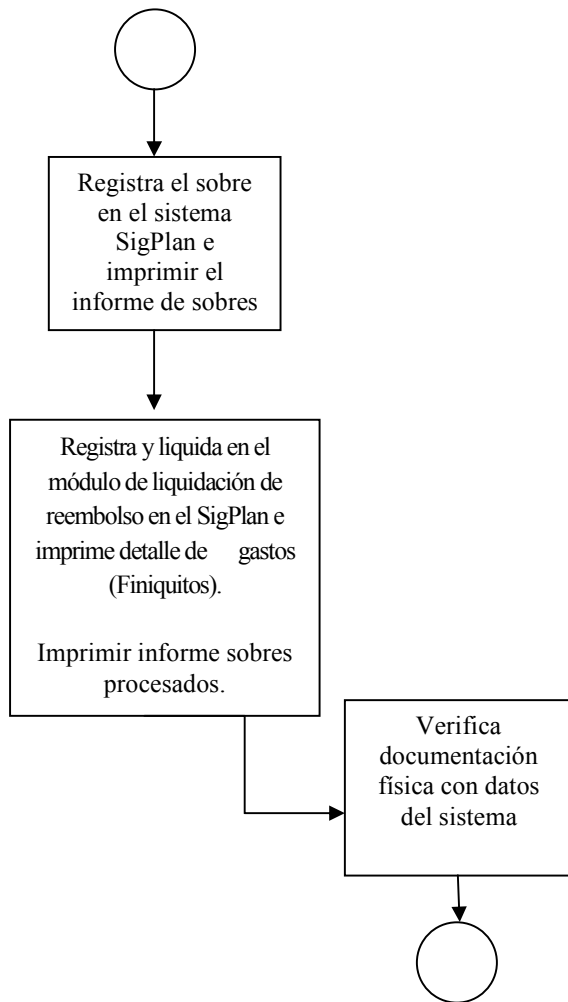 Registra el sobre
en el sistema
SigPlan e
imprimir el
informe de sobres
Registra y liquida en el
módulo de liquidación de
reembolso en el SigPlan e
imprime detalle de gastos
(Finiquitos).
Imprimir informe sobres
procesados.
Verifica
documentación
física con datos
del sistema